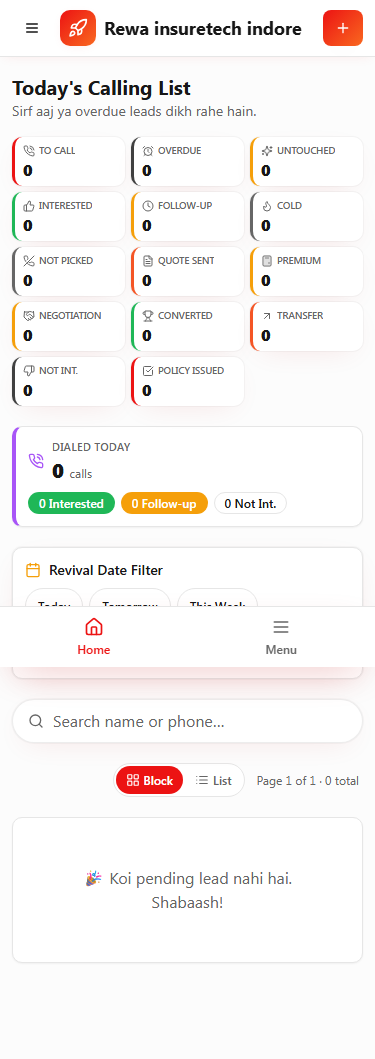 Rewa insuretech indore
Today's Calling List
Sirf aaj ya overdue leads dikh rahe hain.
TO CALL
0
OVERDUE
0
UNTOUCHED
0
INTERESTED
0
FOLLOW-UP
0
COLD
0
NOT PICKED
0
QUOTE SENT
0
PREMIUM
0
NEGOTIATION
0
CONVERTED
0
TRANSFER
0
NOT INT.
0
POLICY ISSUED
0
DIALED TODAY
0 calls
0 Interested
0 Follow-up
0 Not Int.
Revival Date Filter
Today
Tomorrow
This Week
Home
Menu
Search name or phone...
Block
List
Page 1 of 1 · 0 total
🎉 Koi pending lead nahi hai.
Shabaash!